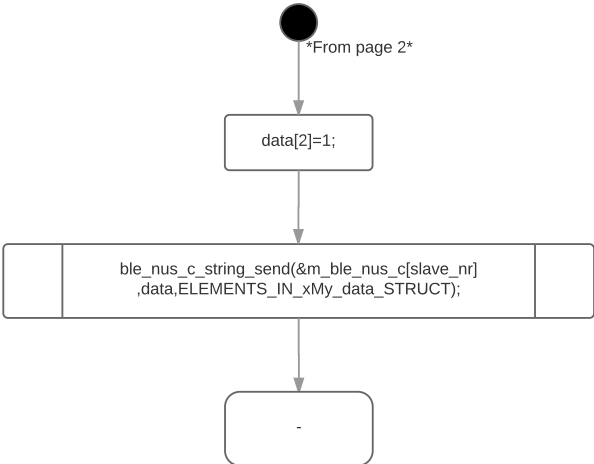 *From page 2*
data[2]=1;
ble_nus_c_string_send(&m_ble_nus_c[slave_nr]
,data,ELEMENTS_IN_xMy_data_STRUCT);
-